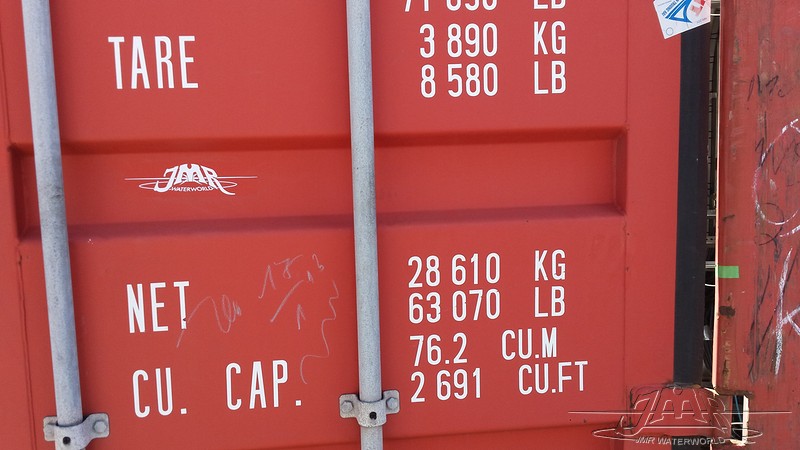 TARE 3 890 KG
8 580 LB
JMR
WATERWORLD
NET 28 610 KG
63 070 LB
CU. CAP. 76.2 CU.M
2 691 CU.FT
JMR WATERWORLD